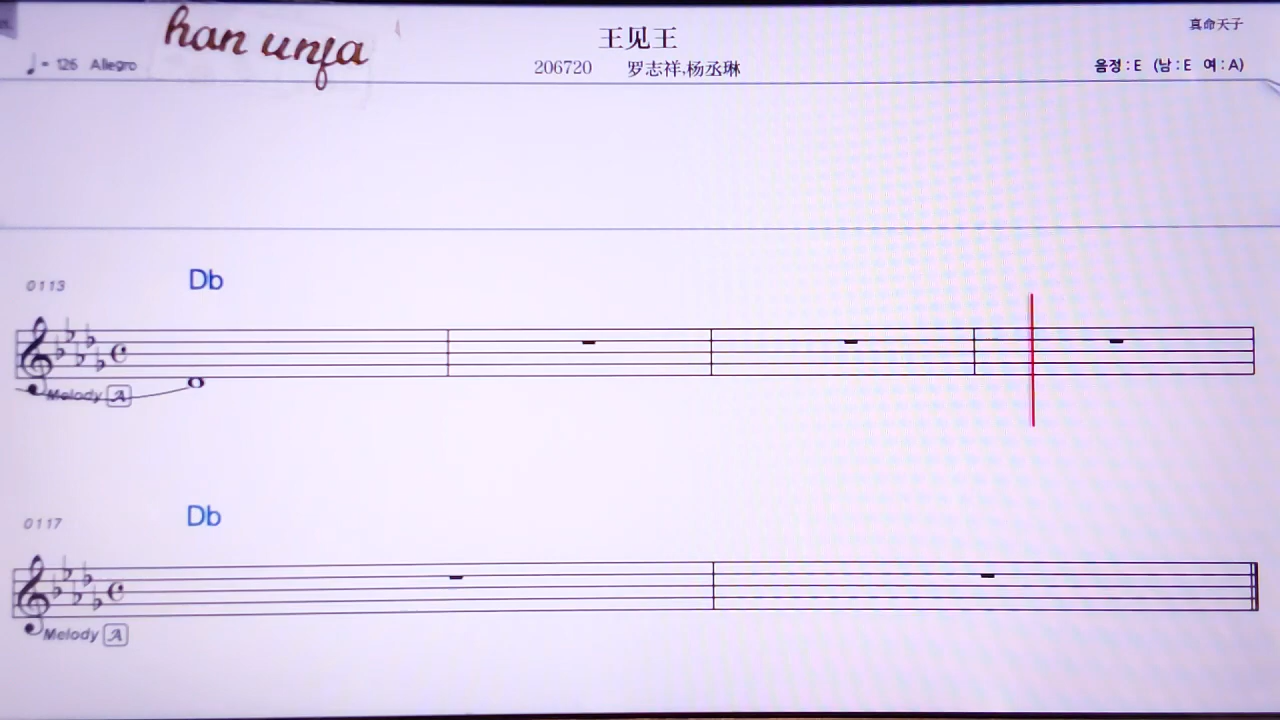 han unfa
王见王
真命天子
♩ = 126 Allegro
206720 罗志祥,杨丞琳
음정 : E (남 : E 여 : A)
0113
Db
Melody A
0117
Db
Melody A